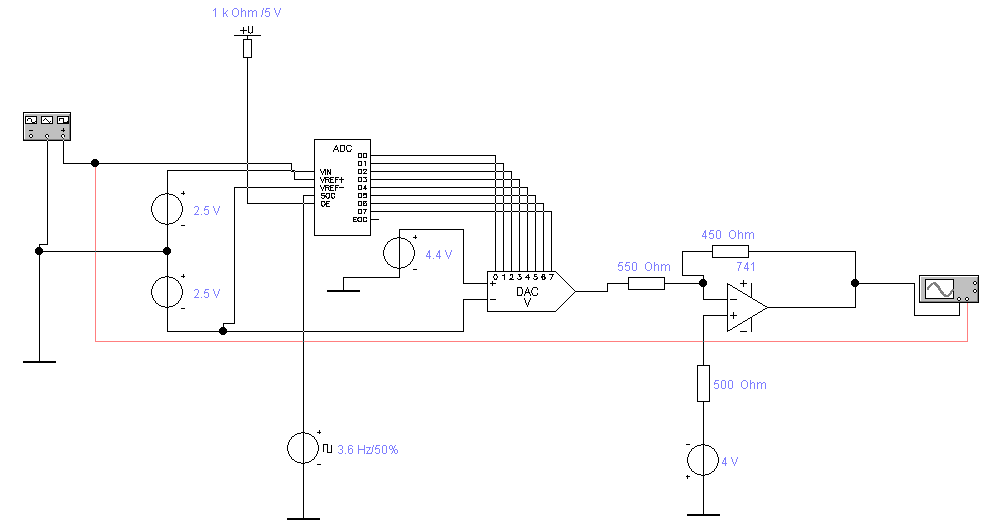 1 k Ohm /5 V
+U
ADC
VIN
VREF+
VREF-
SOC
OE
D0
D1
D2
D3
D4
D5
D6
D7
EOC
2.5 V
2.5 V
4.4 V
0 1 2 3 4 5 6 7
DAC
V
550 Ohm
450 Ohm
741
500 Ohm
3.6 Hz/50%
4 V